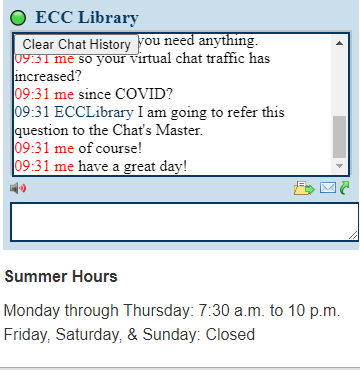 ECC Library
Clear Chat History you need anything.
09:31 me so your virtual chat traffic has
increased?
09:31 me since COVID?
09:31 ECCLibrary I am going to refer this
question to the Chat's Master.
09:31 me of course!
09:31 me have a great day!
Summer Hours
Monday through Thursday: 7:30 a.m. to 10 p.m.
Friday, Saturday, & Sunday: Closed